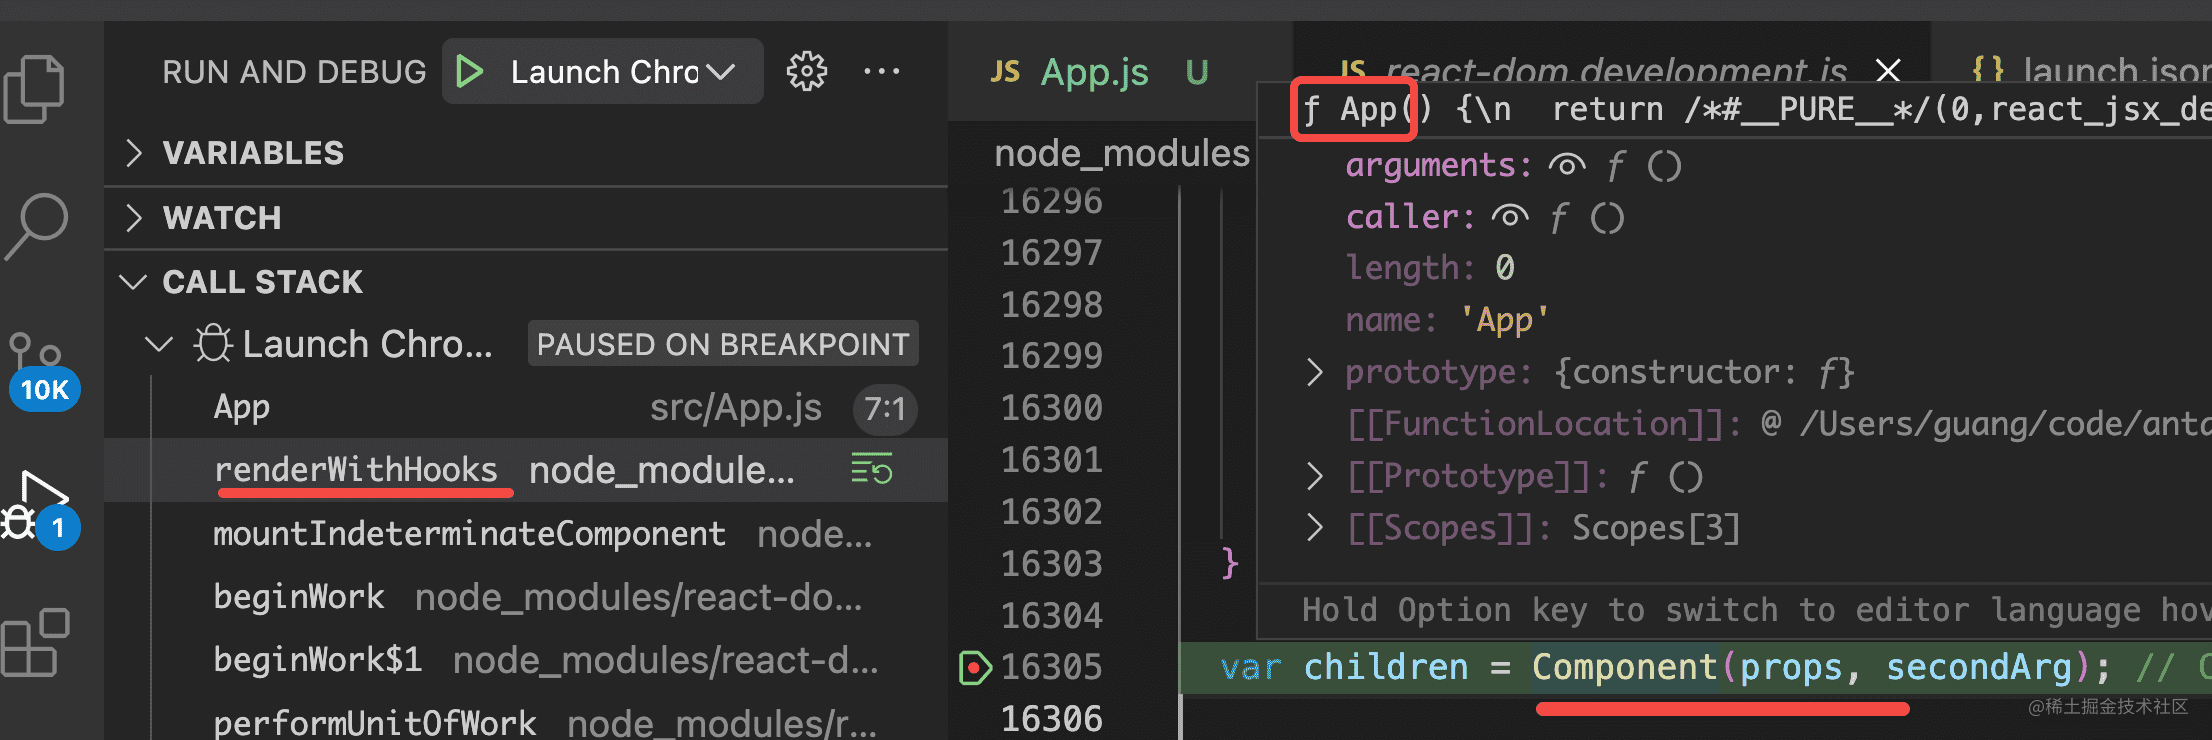 RUN AND DEBUG
Launch Chro
VARIABLES
WATCH
CALL STACK
Launch Chro...
PAUSED ON BREAKPOINT
App src/App.js 7:1
renderWithHooks node_module...
mountIndeterminateComponent node...
beginWork node_modules/react-do...
beginWork$1 node_modules/react-d...
performUnitOfWork node_modules/r...
10K
1
JS App.js U
JS react-dom.development.js
{} launch.json
node_modules
ƒ App() {\n  return /*#__PURE__*/(0,react_jsx_de
arguments: ƒ ()
caller: ƒ ()
length: 0
name: 'App'
prototype: {constructor: ƒ}
[[FunctionLocation]]: @ /Users/guang/code/anta
[[Prototype]]: ƒ ()
[[Scopes]]: Scopes[3]
Hold Option key to switch to editor language hov
16296
16297
16298
16299
16300
16301
16302
16303 }
16304
16305 var children = Component(props, secondArg); // C
16306
@稀土掘金技术社区